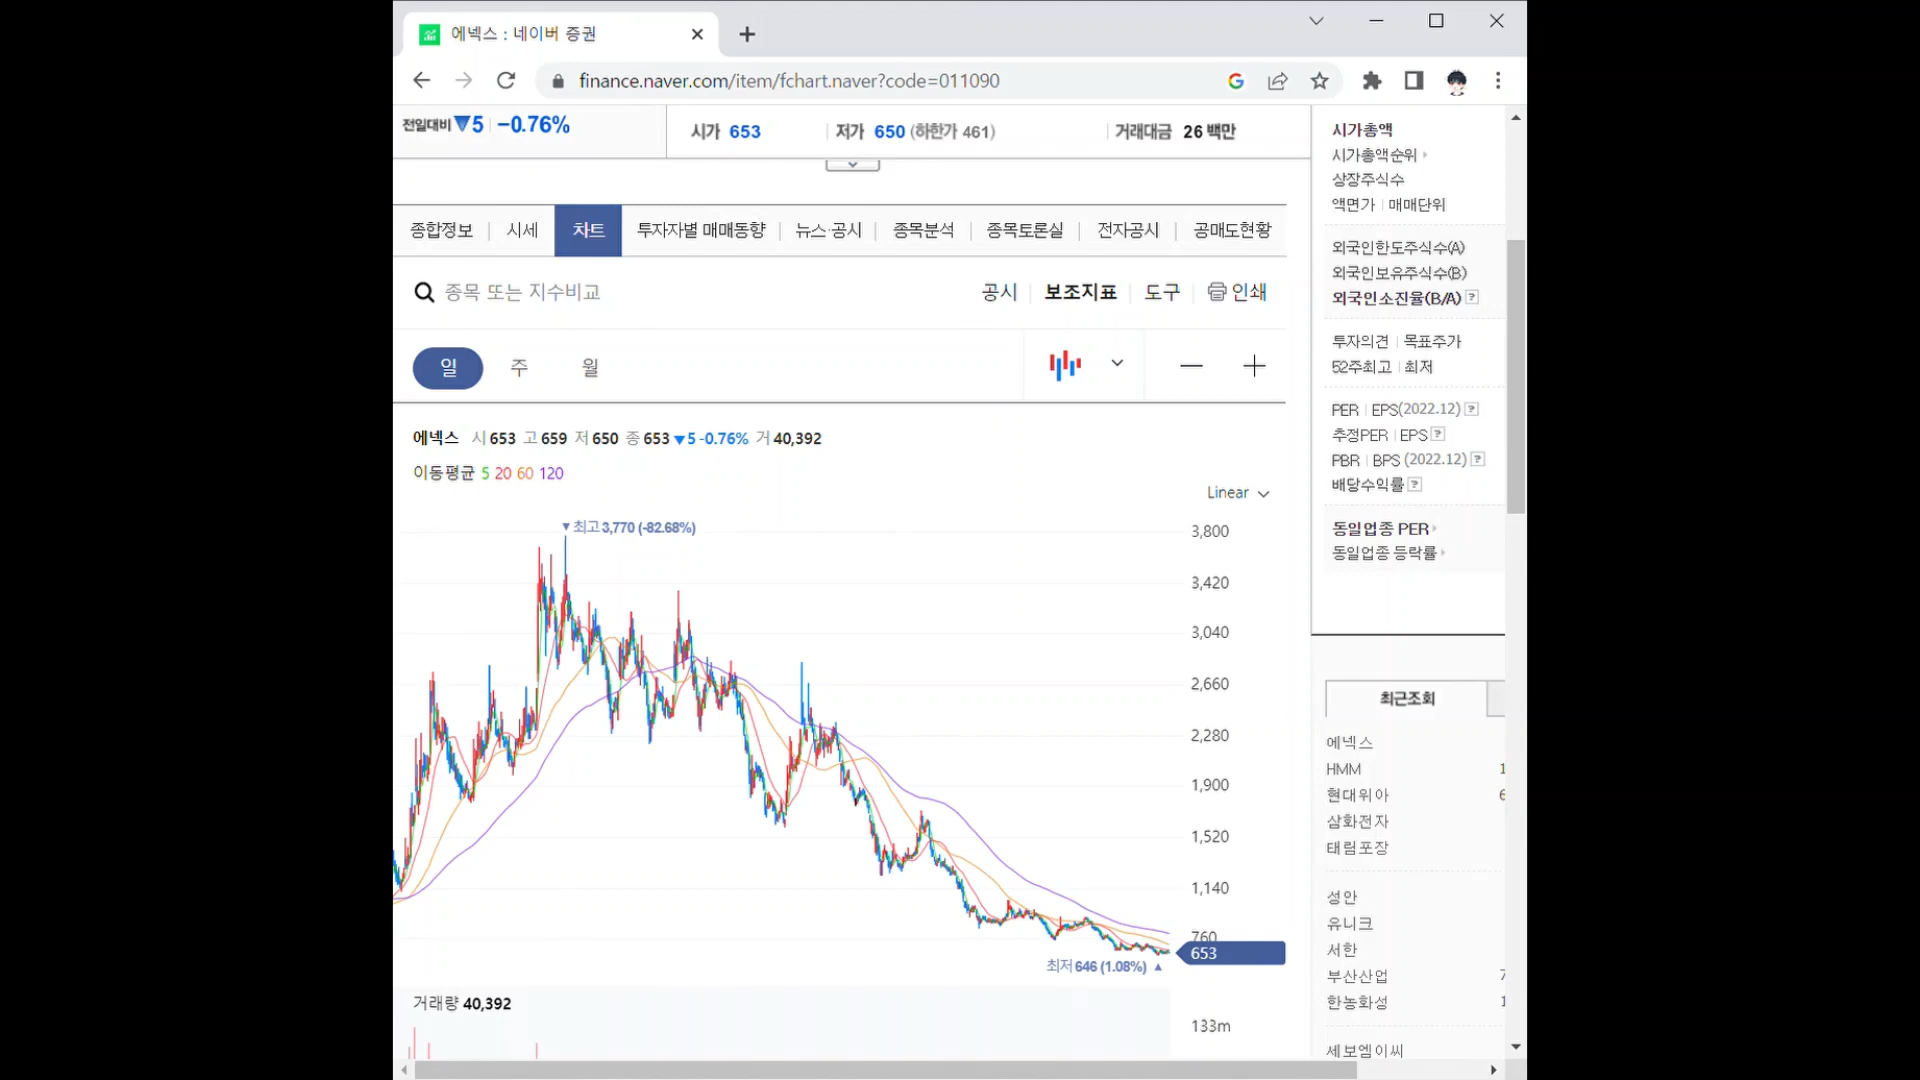 에넥스 : 네이버 증권
finance.naver.com/item/fchart.naver?code=011090
전일대비 ▼5 -0.76%
시가 653 저가 650 (하한가 461) 거래대금 26 백만
종합정보 시세 차트 투자자별 매매동향 뉴스·공시 종목분석 종목토론실 전자공시 공매도현황
종목 또는 지수비교
공시 보조지표 도구 인쇄
일 주 월
에넥스 시 653 고 659 저 650 종 653 ▼5 -0.76% 거 40,392
이동평균 5 20 60 120
Linear
▼최고 3,770 (-82.68%)
3,800
3,420
3,040
2,660
2,280
1,900
1,520
1,140
760
653
최저 646 (1.08%) ▲
거래량 40,392
133m
시가총액
시가총액순위
상장주식수
액면가 매매단위
외국인한도주식수(A)
외국인보유주식수(B)
외국인소진율(B/A) ?
투자의견 목표주가
52주최고 최저
PER EPS(2022.12) ?
추정PER EPS ?
PBR BPS (2022.12) ?
배당수익률 ?
동일업종 PER
동일업종 등락률
최근조회
에넥스
HMM 1
현대위아 6
삼화전자
태림포장
성안
유니크
서한
부산산업 7
한농화성 1
세보엠이씨